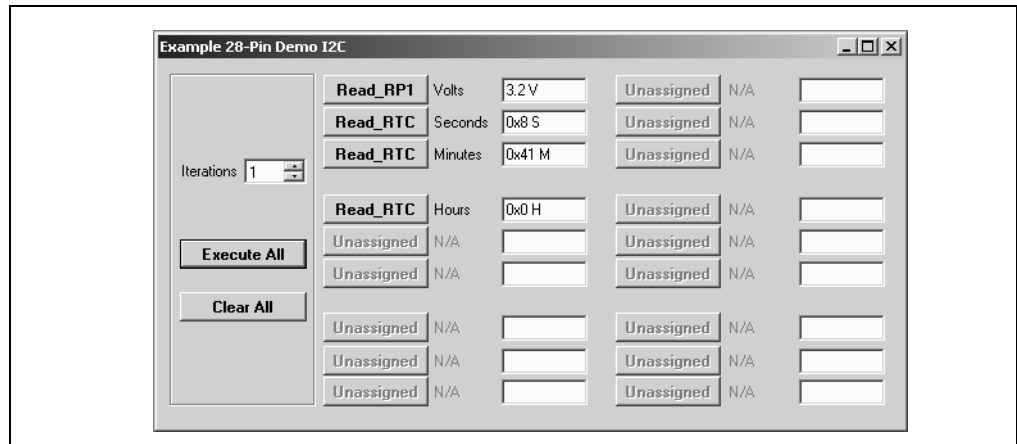 Example 28-Pin Demo I2C
Iterations 1
Execute All
Clear All
Read_RP1 Volts 3.2 V Unassigned N/A
Read_RTC Seconds 0x8 S Unassigned N/A
Read_RTC Minutes 0x41 M Unassigned N/A
Read_RTC Hours 0x0 H Unassigned N/A
Unassigned N/A Unassigned N/A
Unassigned N/A Unassigned N/A
Unassigned N/A Unassigned N/A
Unassigned N/A Unassigned N/A
Unassigned N/A Unassigned N/A